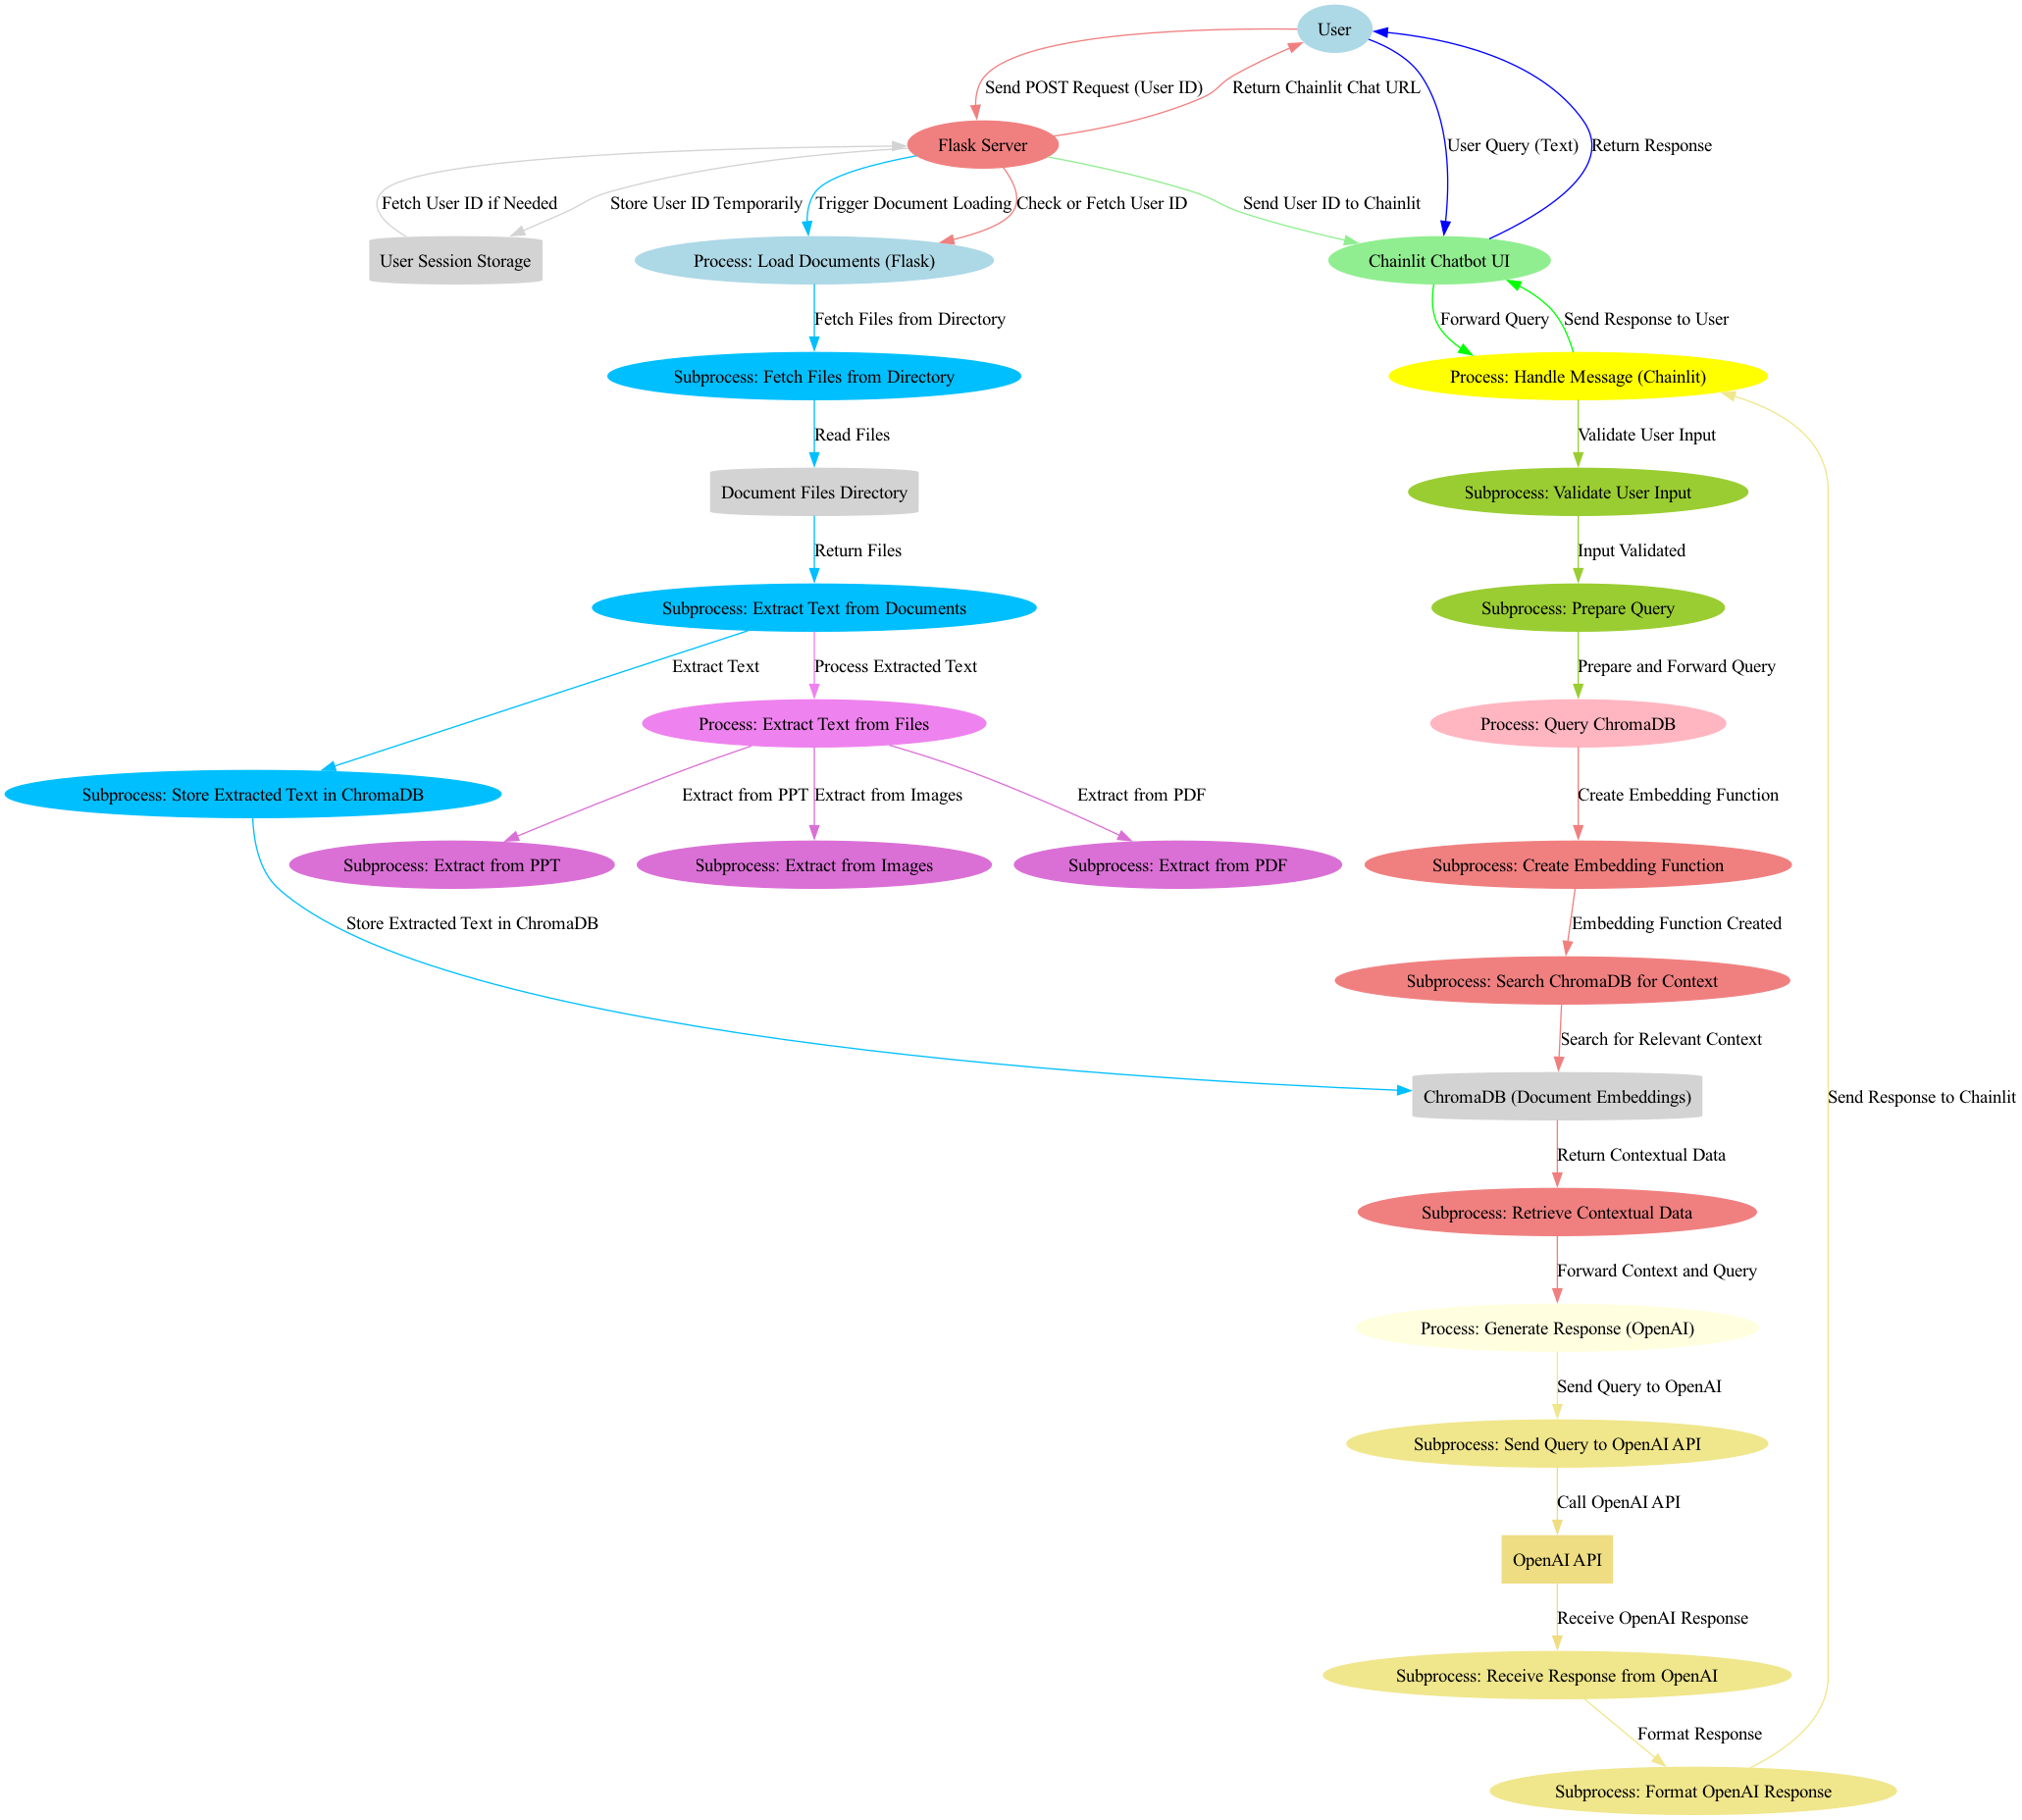 User
Send POST Request (User ID)
Return Chainlit Chat URL
Flask Server
User Query (Text)
Return Response
Fetch User ID if Needed
Store User ID Temporarily
Trigger Document Loading
Check or Fetch User ID
Send User ID to Chainlit
User Session Storage
Process: Load Documents (Flask)
Chainlit Chatbot UI
Fetch Files from Directory
Forward Query
Send Response to User
Subprocess: Fetch Files from Directory
Process: Handle Message (Chainlit)
Read Files
Validate User Input
Document Files Directory
Subprocess: Validate User Input
Return Files
Input Validated
Subprocess: Extract Text from Documents
Subprocess: Prepare Query
Extract Text
Process Extracted Text
Prepare and Forward Query
Process: Extract Text from Files
Process: Query ChromaDB
Subprocess: Store Extracted Text in ChromaDB
Extract from PPT
Extract from Images
Extract from PDF
Create Embedding Function
Subprocess: Extract from PPT
Subprocess: Extract from Images
Subprocess: Extract from PDF
Subprocess: Create Embedding Function
Store Extracted Text in ChromaDB
Embedding Function Created
Subprocess: Search ChromaDB for Context
Search for Relevant Context
ChromaDB (Document Embeddings)
Send Response to Chainlit
Return Contextual Data
Subprocess: Retrieve Contextual Data
Forward Context and Query
Process: Generate Response (OpenAI)
Send Query to OpenAI
Subprocess: Send Query to OpenAI API
Call OpenAI API
OpenAI API
Receive OpenAI Response
Subprocess: Receive Response from OpenAI
Format Response
Subprocess: Format OpenAI Response